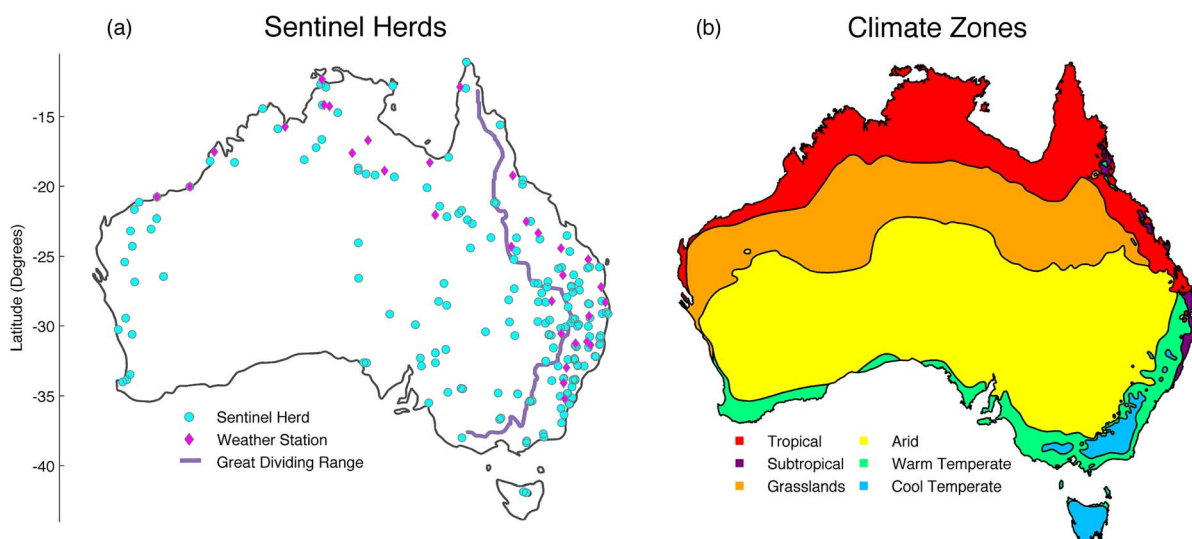 (a) Sentinel Herds
Latitude (Degrees)
-15
-20
-25
-30
-35
-40
Sentinel Herd
Weather Station
Great Dividing Range
(b) Climate Zones
Tropical
Subtropical
Grasslands
Arid
Warm Temperate
Cool Temperate